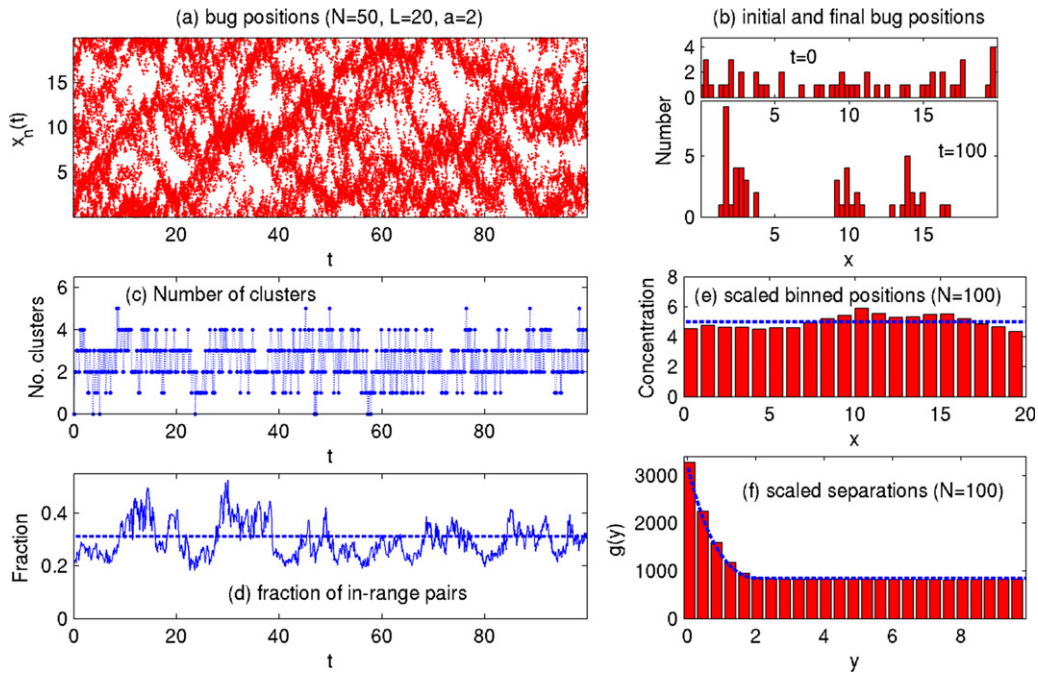 (a) bug positions (N=50, L=20, a=2)
x_n(t)
15
10
5
20
40
60
80
t
(b) initial and final bug positions
Number
4
2
0
t=0
5
10
15
5
0
t=100
5
10
15
x
(c) Number of clusters
No. clusters
6
4
2
0
0
20
40
60
80
t
(e) scaled binned positions (N=100)
Concentration
8
6
4
2
0
0
5
10
15
20
x
(d) fraction of in-range pairs
Fraction
0.4
0.2
0
0
20
40
60
80
t
(f) scaled separations (N=100)
g(y)
3000
2000
1000
0
0
2
4
6
8
y